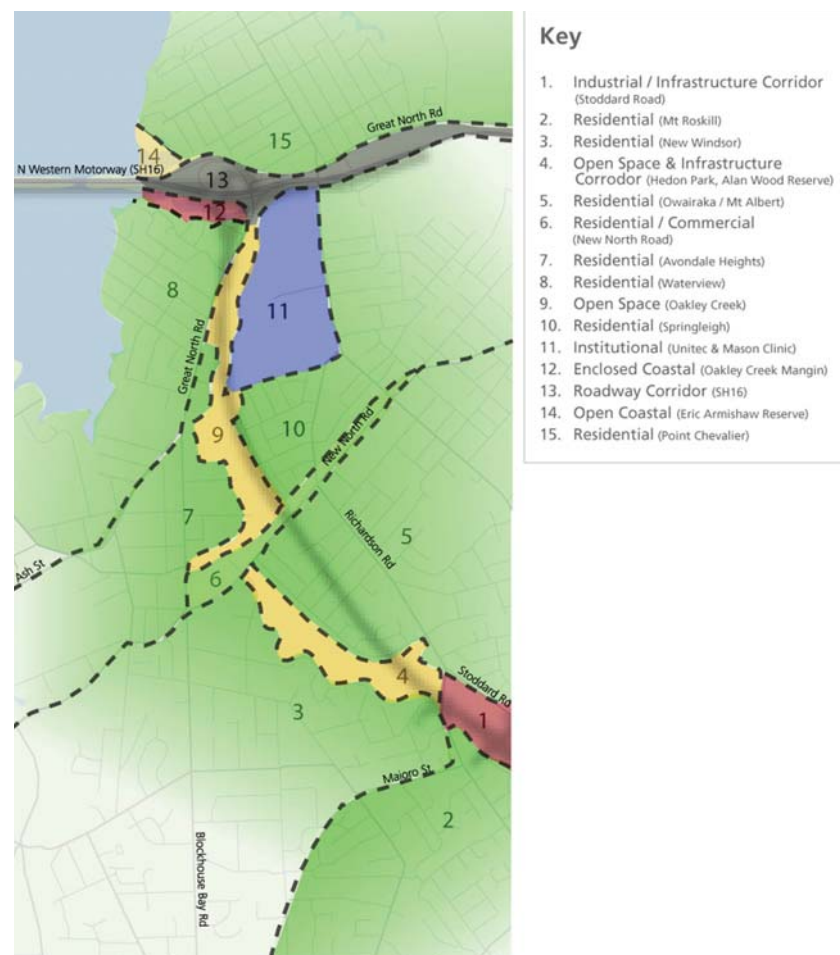 Great North Rd
15
14
N Western Motorway (SH16)
13
12
8
11
Great North Rd
10
9
New North Rd
7
5
Richardson Rd
Ash St
6
4
Stoddard Rd
3
1
Maioro St
2
Blockhouse Bay Rd
Key
1. Industrial / Infrastructure Corridor
(Stoddard Road)
2. Residential (Mt Roskill)
3. Residential (New Windsor)
4. Open Space & Infrastructure
Corrodor (Hedon Park, Alan Wood Reserve)
5. Residential (Owairaka / Mt Albert)
6. Residential / Commercial
(New North Road)
7. Residential (Avondale Heights)
8. Residential (Waterview)
9. Open Space (Oakley Creek)
10. Residential (Springleigh)
11. Institutional (Unitec & Mason Clinic)
12. Enclosed Coastal (Oakley Creek Mangin)
13. Roadway Corridor (SH16)
14. Open Coastal (Eric Armishaw Reserve)
15. Residential (Point Chevalier)